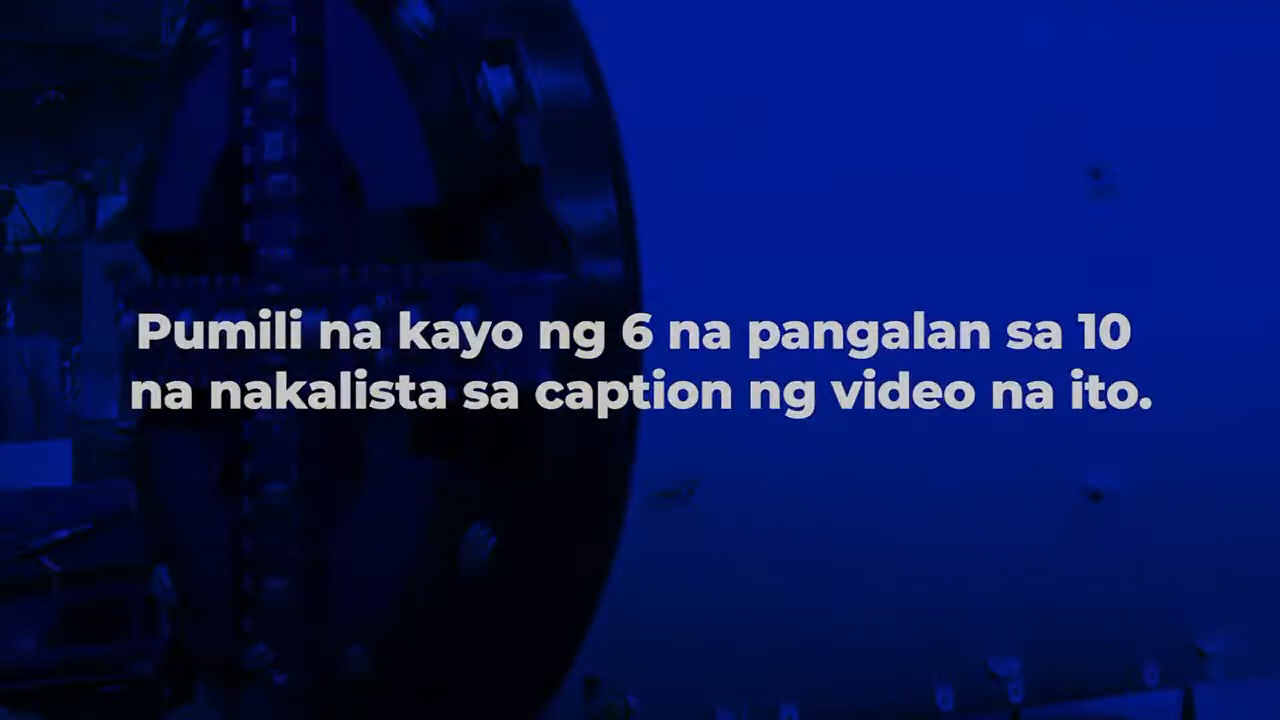 Pumili na kayo ng 6 na pangalan sa 10
na nakalista sa caption ng video na ito.